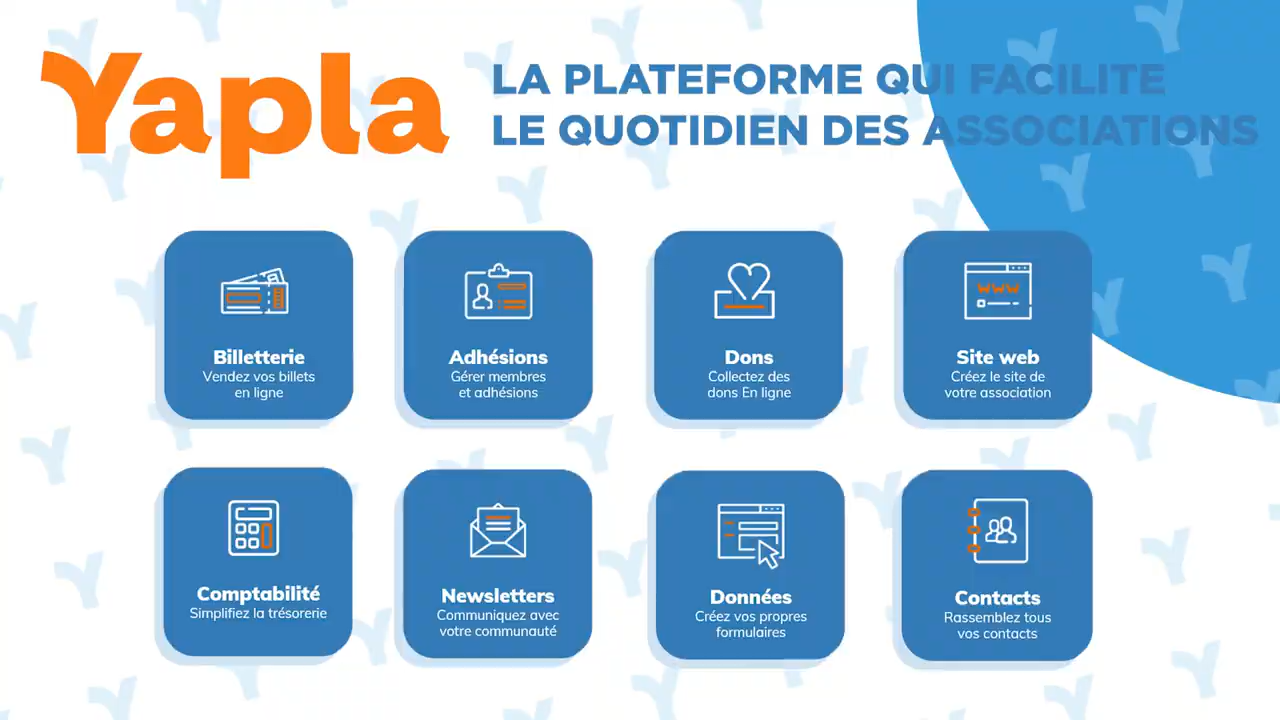 Yapla
LA PLATEFORME QUI FACILITE
LE QUOTIDIEN DES ASSOCIATIONS
Billetterie
Vendez vos billets
en ligne
Adhésions
Gérer membres
et adhésions
Dons
Collectez des
dons En ligne
Site web
Créez le site de
votre association
Comptabilité
Simplifiez la trésorerie
Newsletters
Communiquez avec
votre communauté
Données
Créez vos propres
formulaires
Contacts
Rassemblez tous
vos contacts